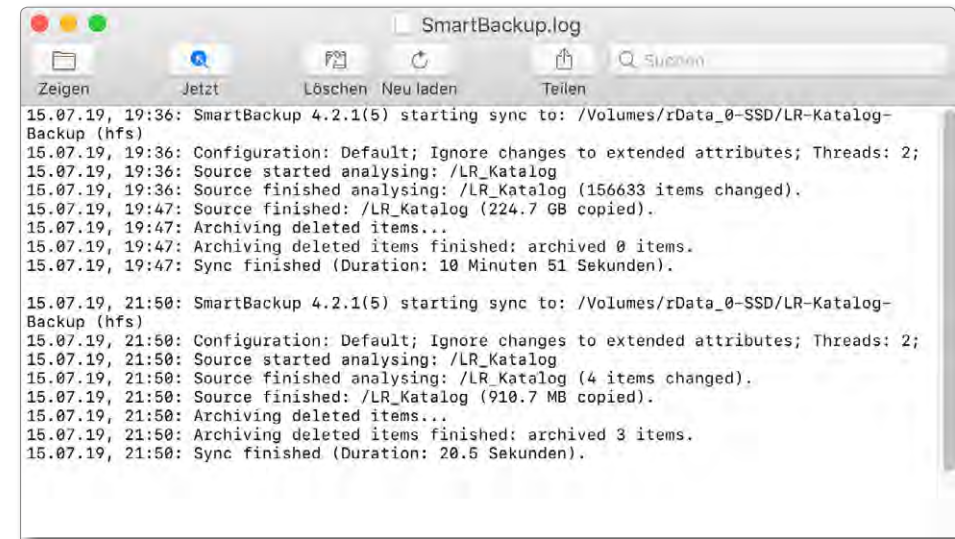 SmartBackup.log
Suchen
Zeigen Jetzt Löschen Neu laden Teilen
15.07.19, 19:36: SmartBackup 4.2.1(5) starting sync to: /Volumes/rData_0-SSD/LR-Katalog-
Backup (hfs)
15.07.19, 19:36: Configuration: Default; Ignore changes to extended attributes; Threads: 2;
15.07.19, 19:36: Source started analysing: /LR_Katalog
15.07.19, 19:36: Source finished analysing: /LR_Katalog (156633 items changed).
15.07.19, 19:47: Source finished: /LR_Katalog (224.7 GB copied).
15.07.19, 19:47: Archiving deleted items...
15.07.19, 19:47: Archiving deleted items finished: archived 0 items.
15.07.19, 19:47: Sync finished (Duration: 10 Minuten 51 Sekunden).
15.07.19, 21:50: SmartBackup 4.2.1(5) starting sync to: /Volumes/rData_0-SSD/LR-Katalog-
Backup (hfs)
15.07.19, 21:50: Configuration: Default; Ignore changes to extended attributes; Threads: 2;
15.07.19, 21:50: Source started analysing: /LR_Katalog
15.07.19, 21:50: Source finished analysing: /LR_Katalog (4 items changed).
15.07.19, 21:50: Source finished: /LR_Katalog (910.7 MB copied).
15.07.19, 21:50: Archiving deleted items...
15.07.19, 21:50: Archiving deleted items finished: archived 3 items.
15.07.19, 21:50: Sync finished (Duration: 20.5 Sekunden).